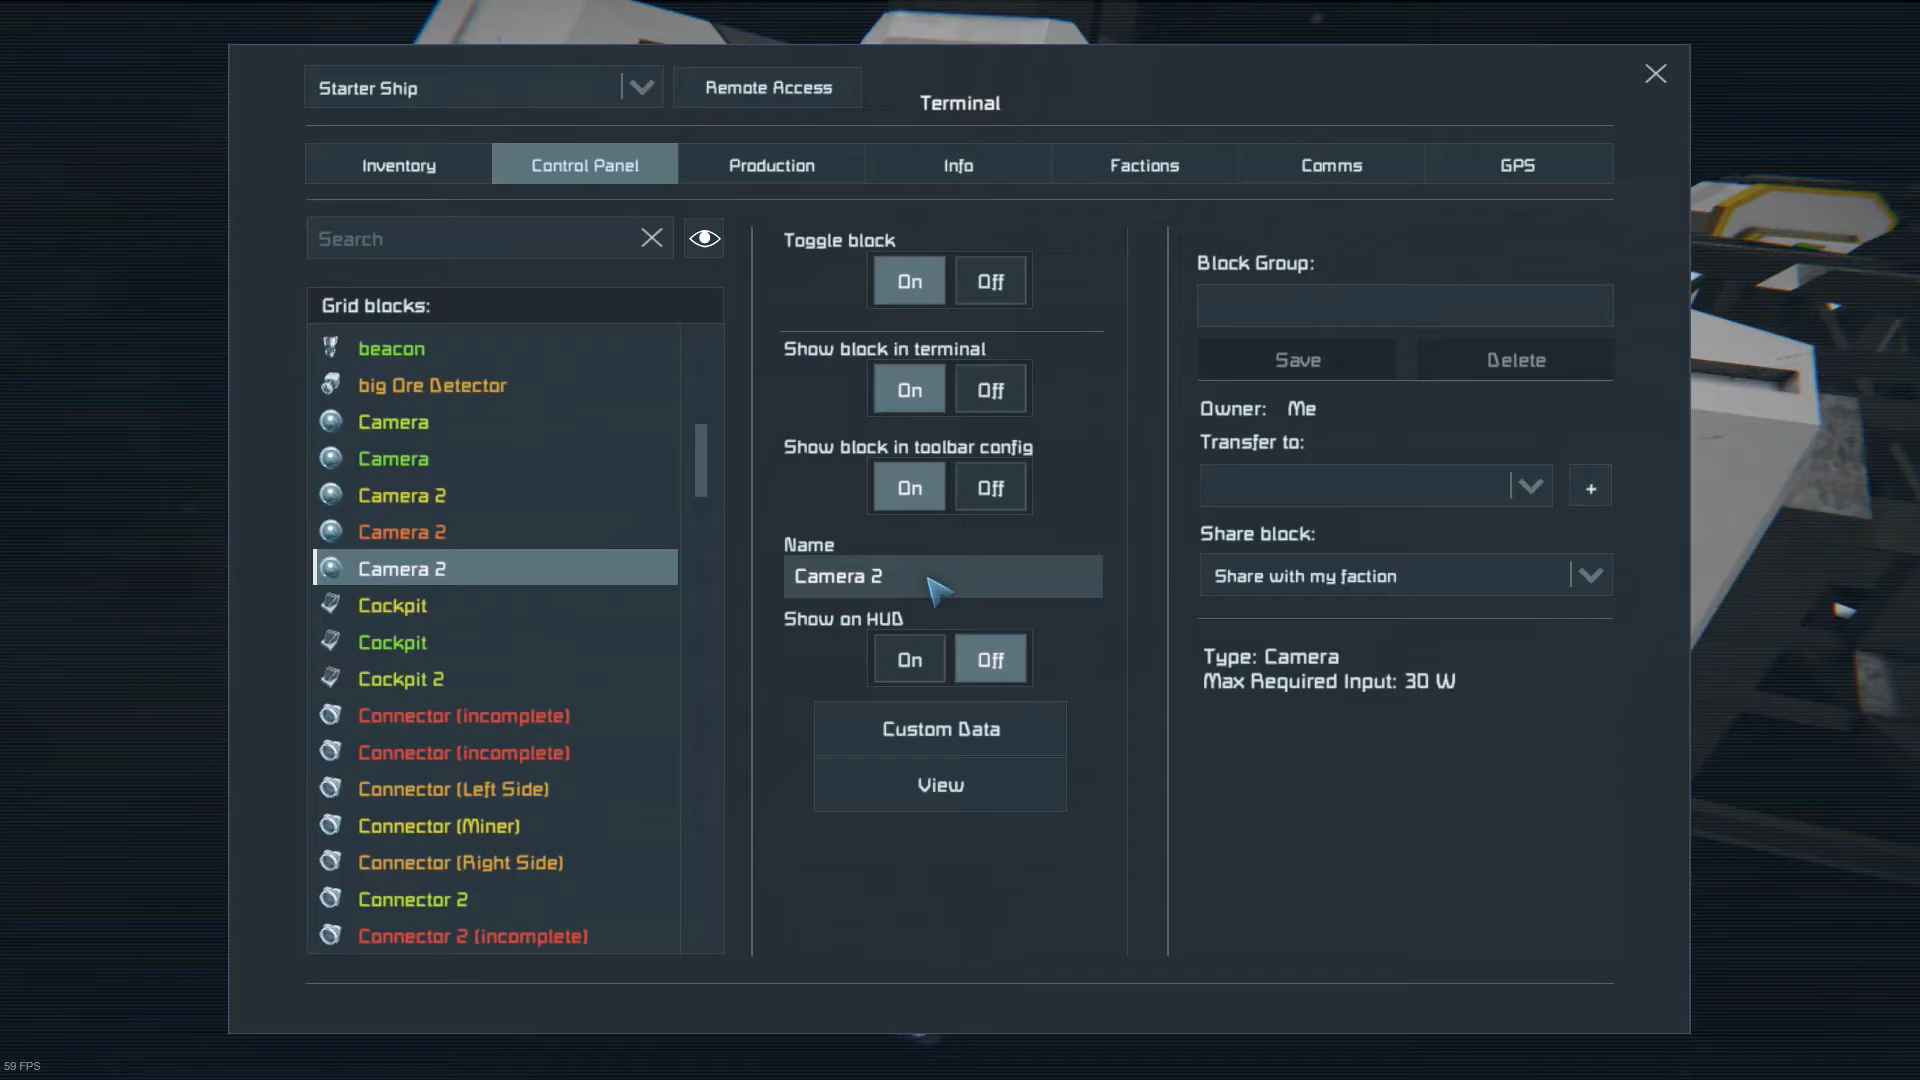 Starter Ship
Remote Access
Terminal
Inventory
Control Panel
Production
Info
Factions
Comms
GPS
Search
Grid blocks:
beacon
big Ore Detector
Camera
Camera
Camera 2
Camera 2
Camera 2
Cockpit
Cockpit
Cockpit 2
Connector (incomplete)
Connector (incomplete)
Connector (Left Side)
Connector (Miner)
Connector (Right Side)
Connector 2
Connector 2 (incomplete)
Toggle block
On Off
Show block in terminal
On Off
Show block in toolbar config
On Off
Name
Camera 2
Show on HUD
On Off
Custom Data
View
Block Group:
Save Delete
Owner: Me
Transfer to:
+
Share block:
Share with my faction
Type: Camera
Max Required Input: 30 W
59 FPS